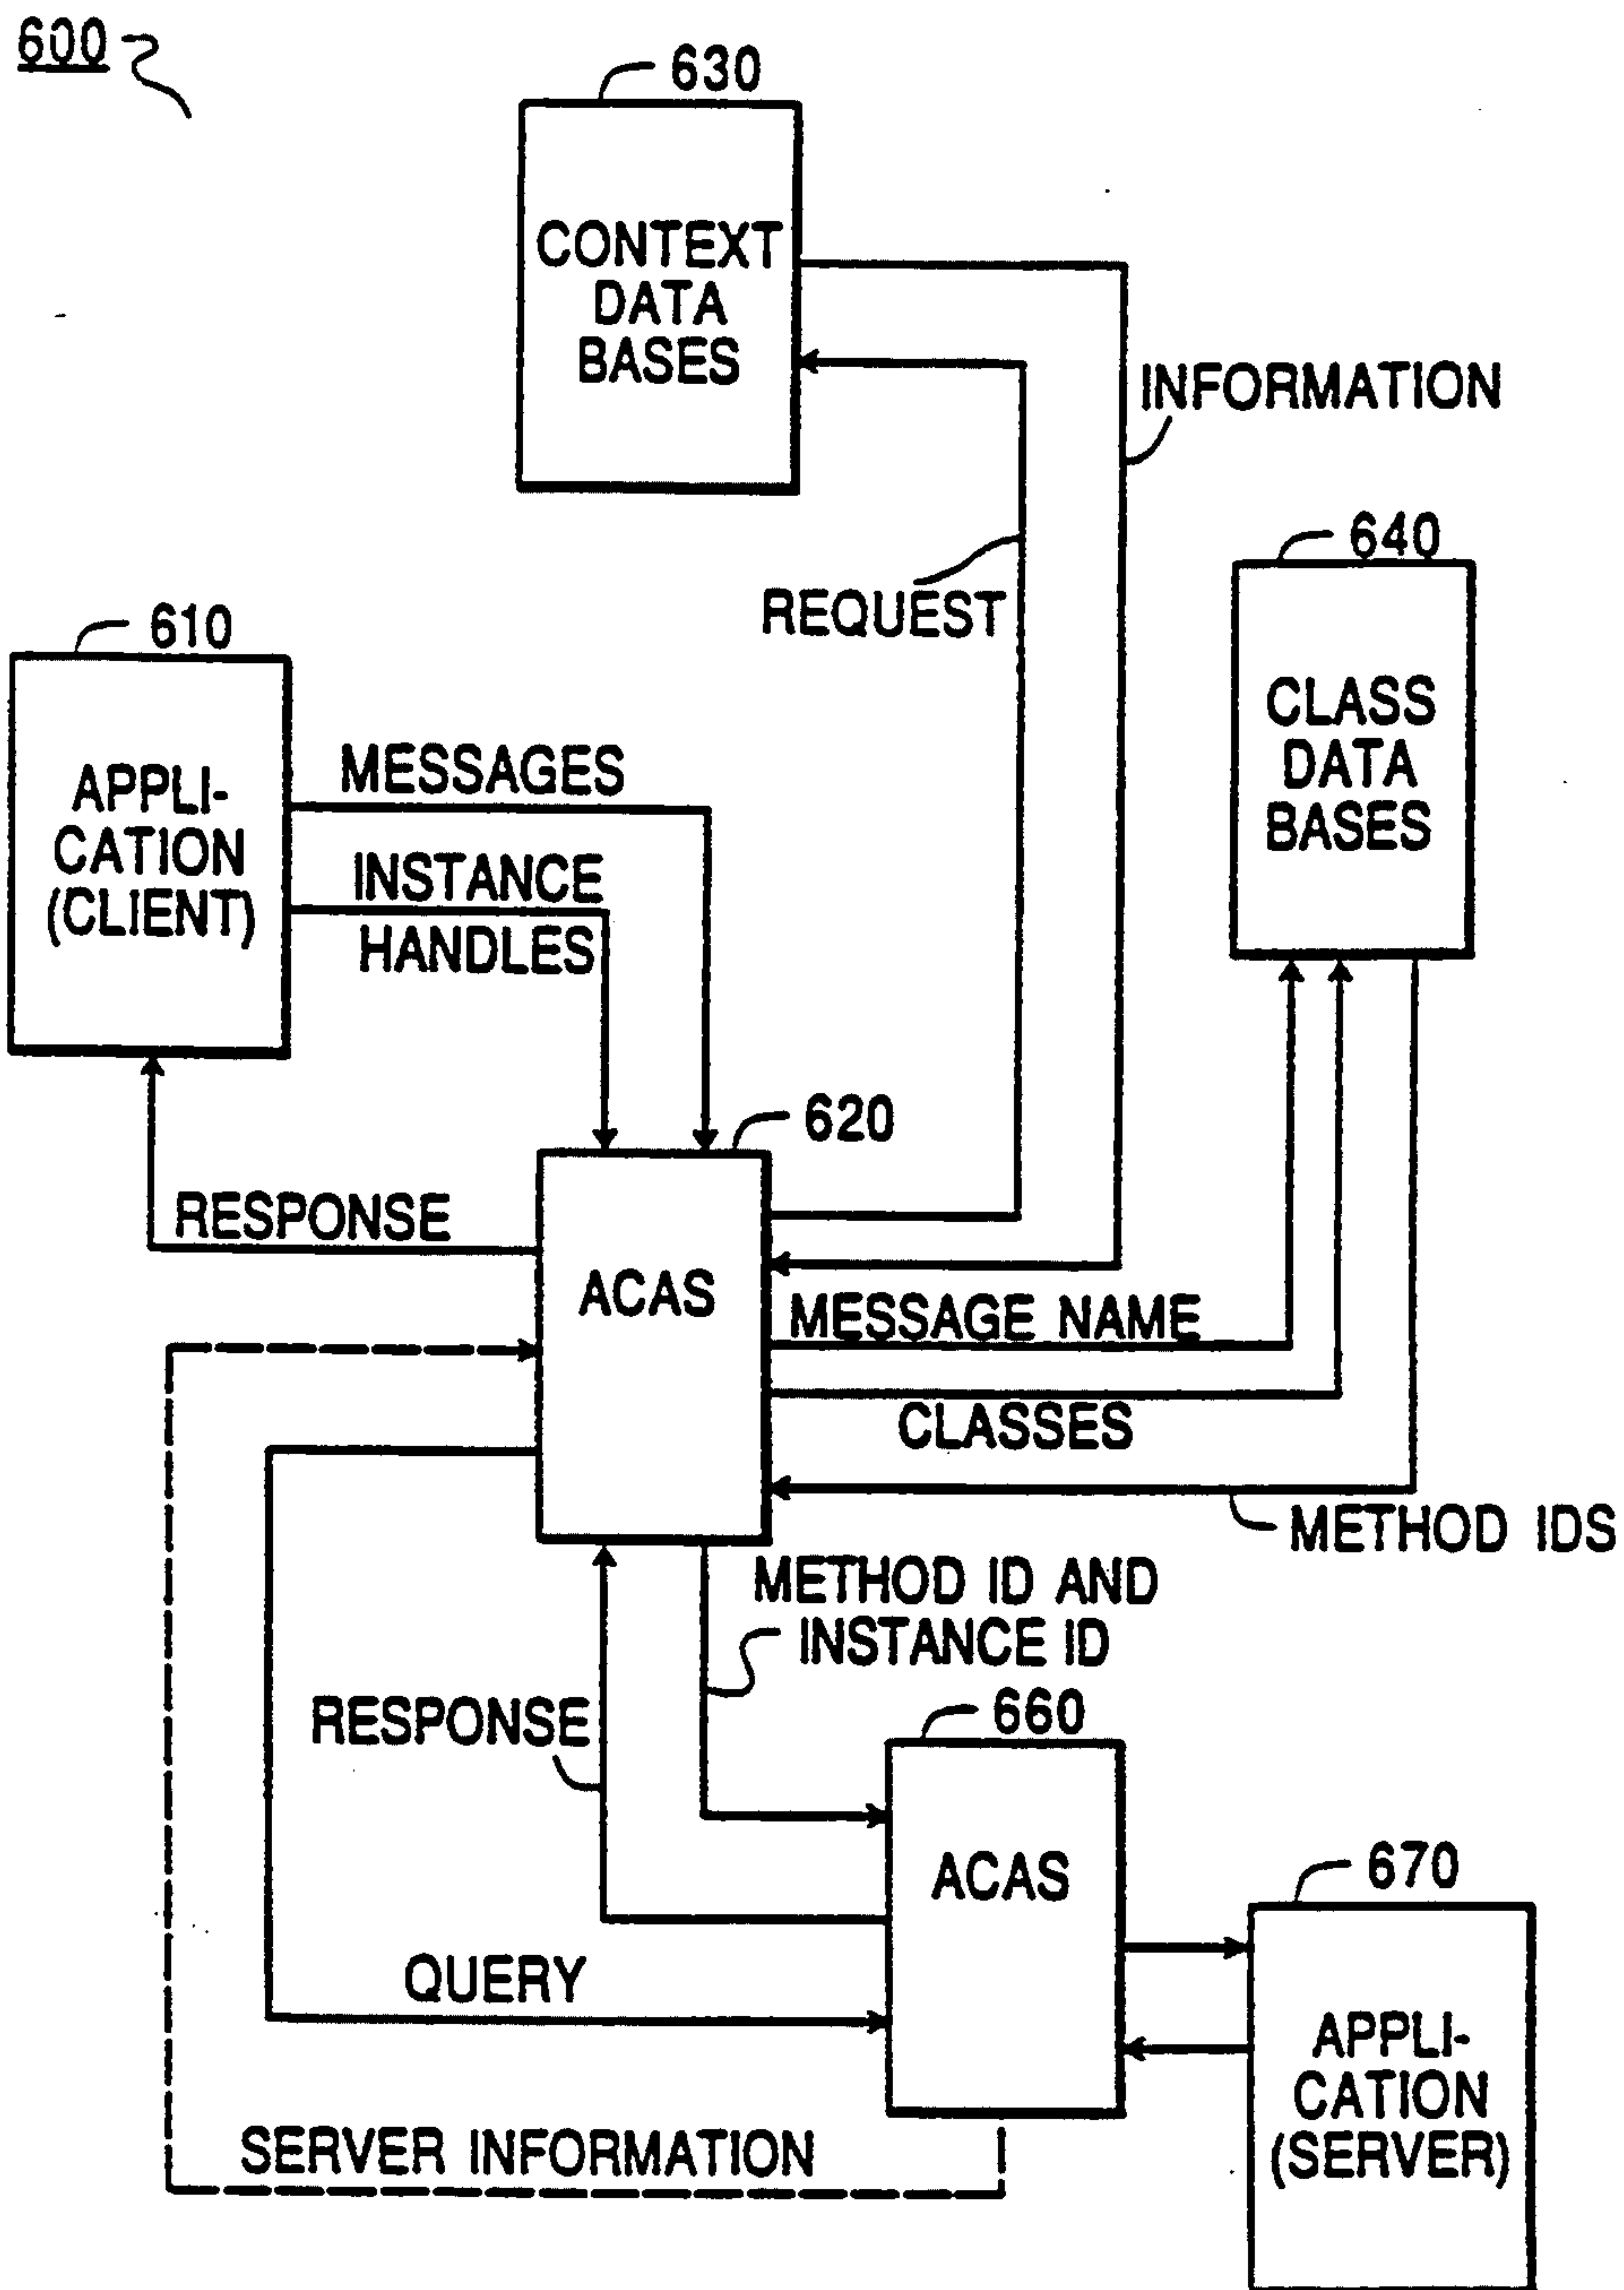 600
630
CONTEXT
DATA
BASES
INFORMATION
REQUEST
640
CLASS
DATA
BASES
610
APPLI-
CATION
(CLIENT)
MESSAGES
INSTANCE
HANDLES
620
RESPONSE
ACAS
MESSAGE NAME
CLASSES
METHOD IDS
METHOD ID AND
INSTANCE ID
RESPONSE
660
ACAS
670
QUERY
APPLI-
CATION
(SERVER)
SERVER INFORMATION